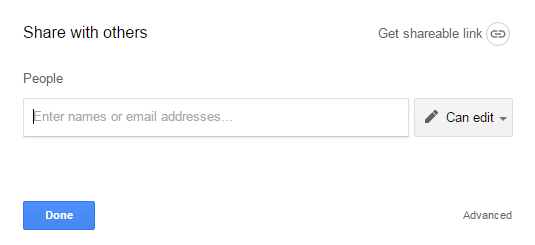 Share with others
Get shareable link
People
Enter names or email addresses...
Can edit
Done
Advanced